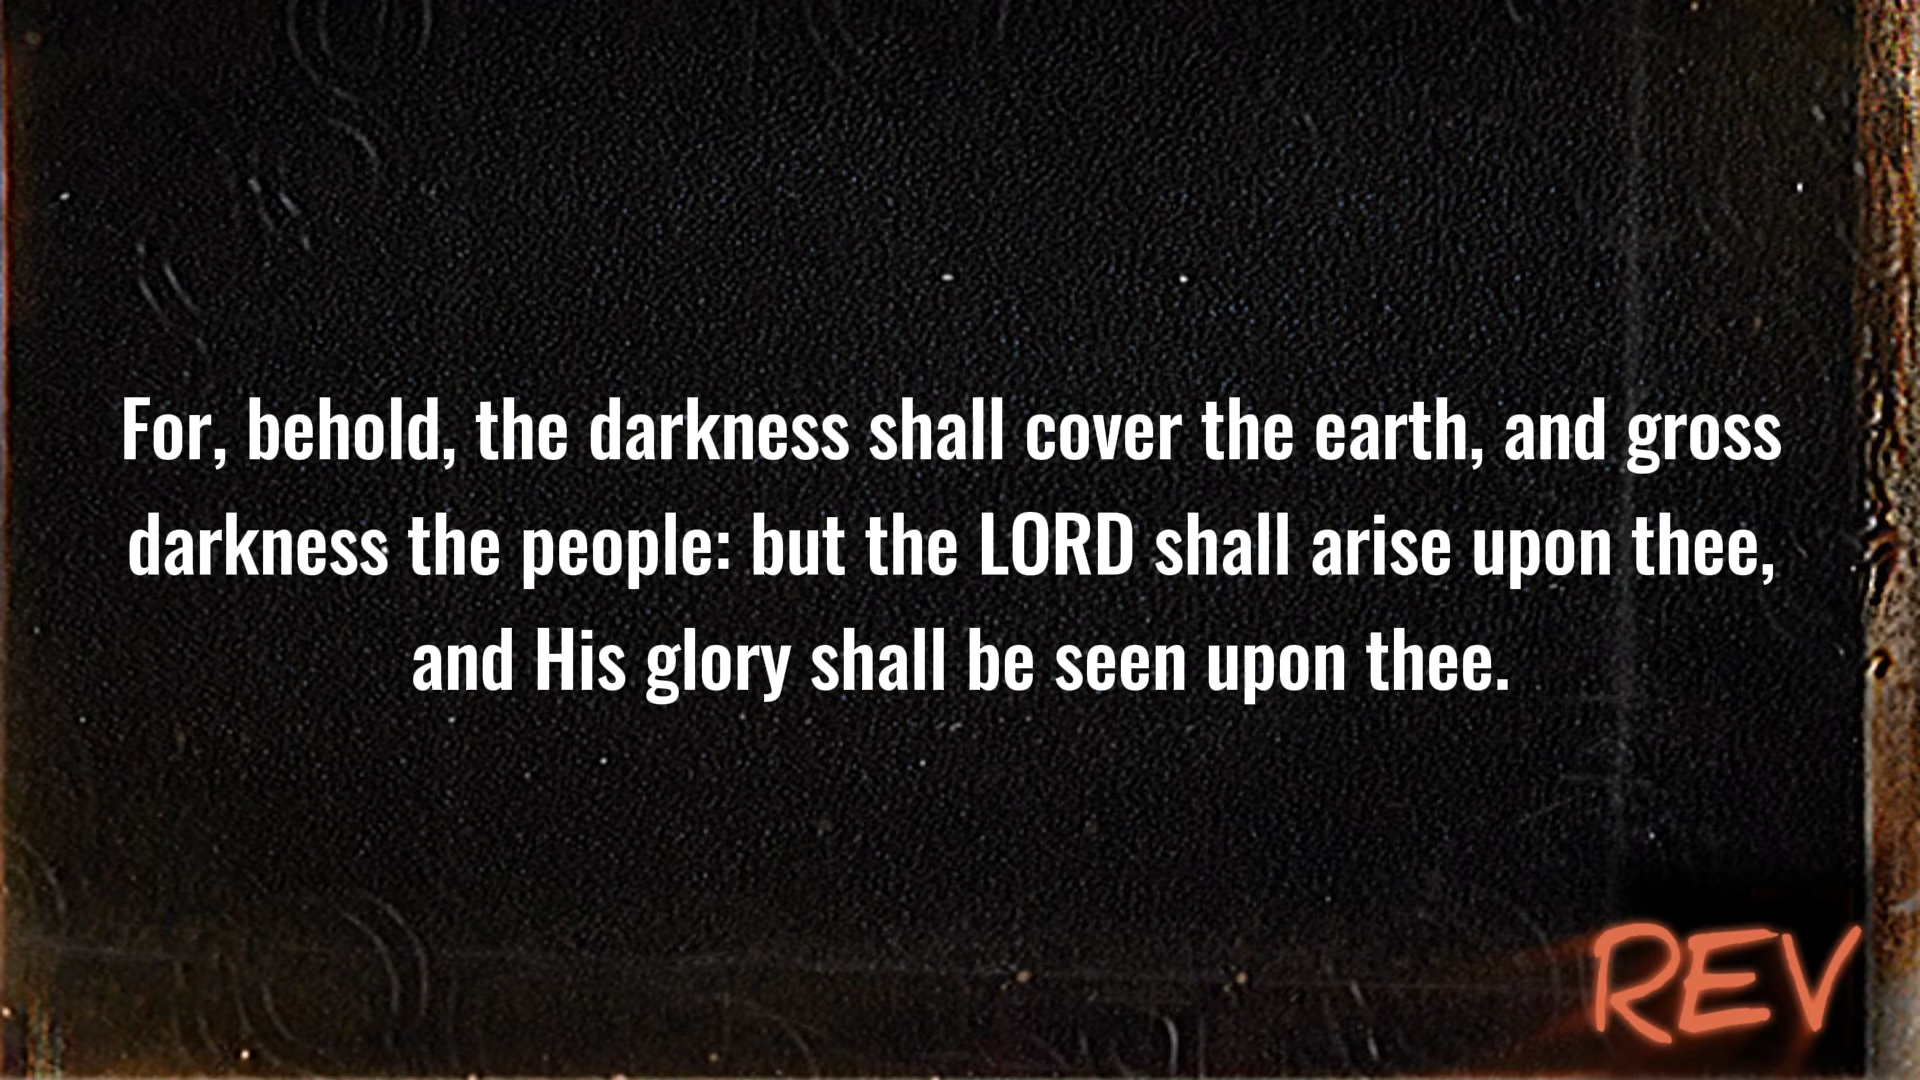 For, behold, the darkness shall cover the earth, and gross
darkness the people: but the LORD shall arise upon thee,
and His glory shall be seen upon thee.
REV